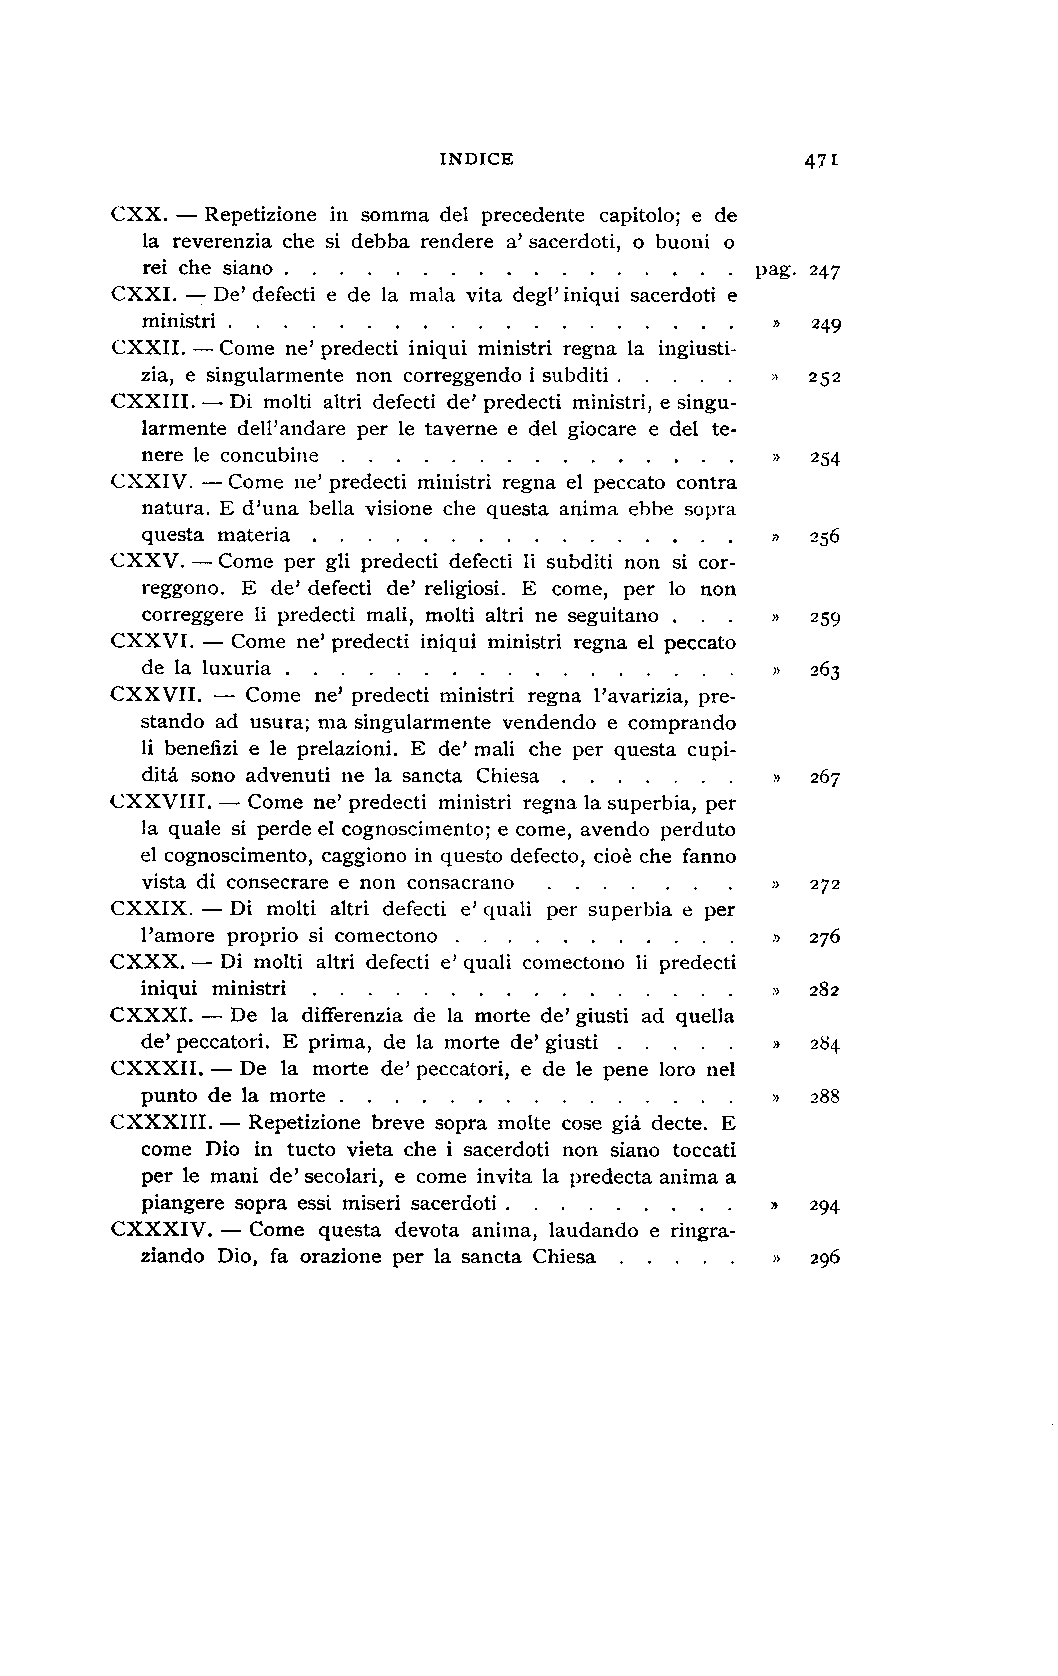 INDICE 471
CXX. — Repetizione in somma del precedente capitolo; e de
la reverenzia che si debba rendere a' sacerdoti, o buoni o
rei che siano . . . . . . . . . . . . . . . . . pag. 247
CXXI. — De' defecti e de la mala vita degl' iniqui sacerdoti e
ministri . . . . . . . . . . . . . . . . . . . » 249
CXXII. — Come ne' predecti iniqui ministri regna la ingiusti-
zia, e singularmente non correggendo i subditi . . . . . » 252
CXXIII. — Di molti altri defecti de' predecti ministri, e singu-
larmente dell'andare per le taverne e del giocare e del te-
nere le concubine . . . . . . . . . . . . . . . » 254
CXXIV. — Come ne' predecti ministri regna el peccato contra
natura. E d'una bella visione che questa anima ebbe sopra
questa materia . . . . . . . . . . . . . . . . » 256
CXXV. — Come per gli predecti defecti li subditi non si cor-
reggono. E de' defecti de' religiosi. E come, per lo non
correggere li predecti mali, molti altri ne seguitano . . . » 259
CXXVI. — Come ne' predecti iniqui ministri regna el peccato
de la luxuria . . . . . . . . . . . . . . . . . » 263
CXXVII. — Come ne' predecti ministri regna l'avarizia, pre-
stando ad usura; ma singularmente vendendo e comprando
li benefizi e le prelazioni. E de' mali che per questa cupi-
ditá sono advenuti ne la sancta Chiesa . . . . . . . » 267
CXXVIII. — Come ne' predecti ministri regna la superbia, per
la quale si perde el cognoscimento; e come, avendo perduto
el cognoscimento, caggiono in questo defecto, cioè che fanno
vista di consecrare e non consacrano . . . . . . . » 272
CXXIX. — Di molti altri defecti e' quali per superbia e per
l'amore proprio si comectono . . . . . . . . . . . » 276
CXXX. — Di molti altri defecti e' quali comectono li predecti
iniqui ministri . . . . . . . . . . . . . . . . » 282
CXXXI. — De la differenzia de la morte de' giusti ad quella
de' peccatori. E prima, de la morte de' giusti . . . . . » 284
CXXXII. — De la morte de' peccatori, e de le pene loro nel
punto de la morte . . . . . . . . . . . . . . . » 288
CXXXIII. — Repetizione breve sopra molte cose giá decte. E
come Dio in tucto vieta che i sacerdoti non siano toccati
per le mani de' secolari, e come invita la predecta anima a
piangere sopra essi miseri sacerdoti . . . . . . . . . » 294
CXXXIV. — Come questa devota anima, laudando e ringra-
ziando Dio, fa orazione per la sancta Chiesa . . . . . » 296